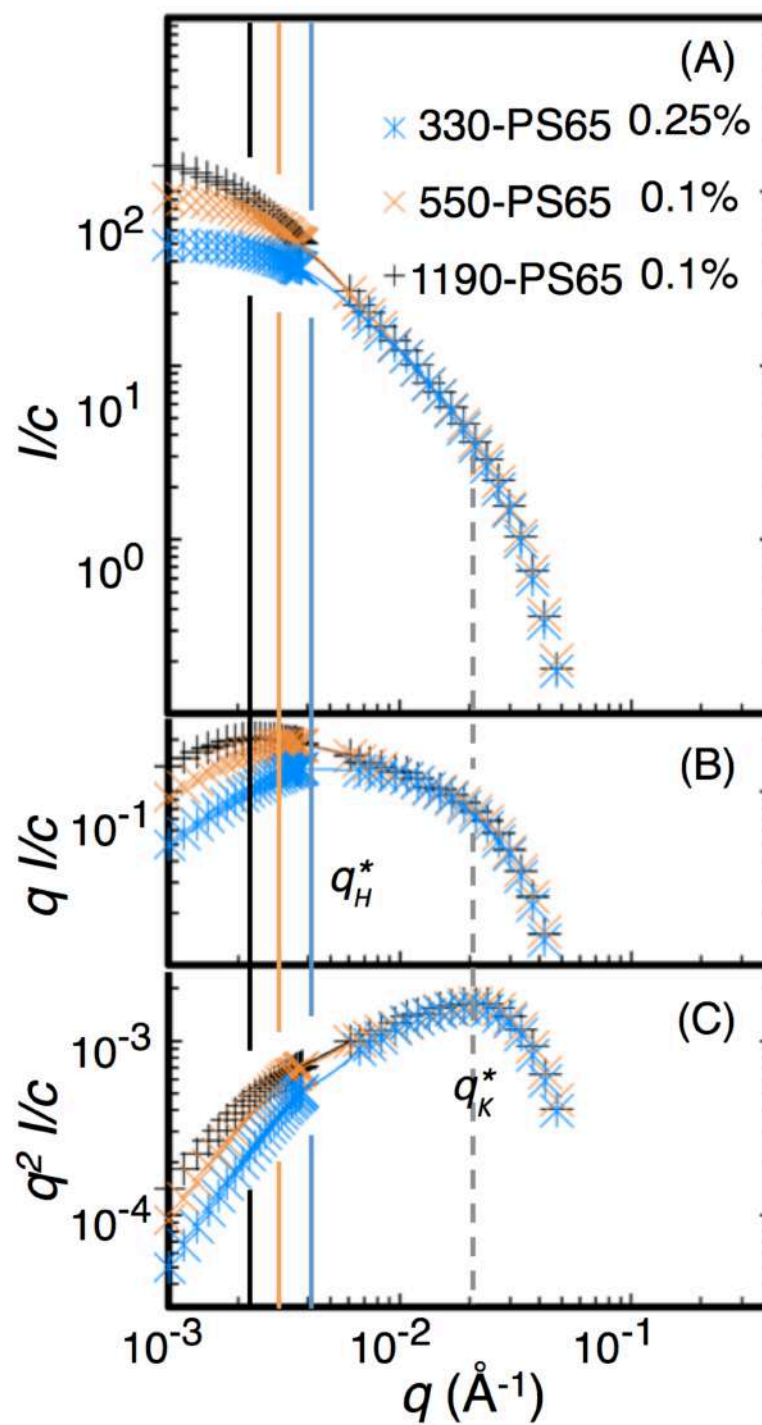 (A)
330-PS65 0.25%
550-PS65 0.1%
1190-PS65 0.1%
10²
10¹
10⁰
I/c
(B)
10⁻¹
q I/c
q*H
(C)
10⁻³
10⁻⁴
q² I/c
q*K
10⁻³ 10⁻² 10⁻¹
q (Å⁻¹)